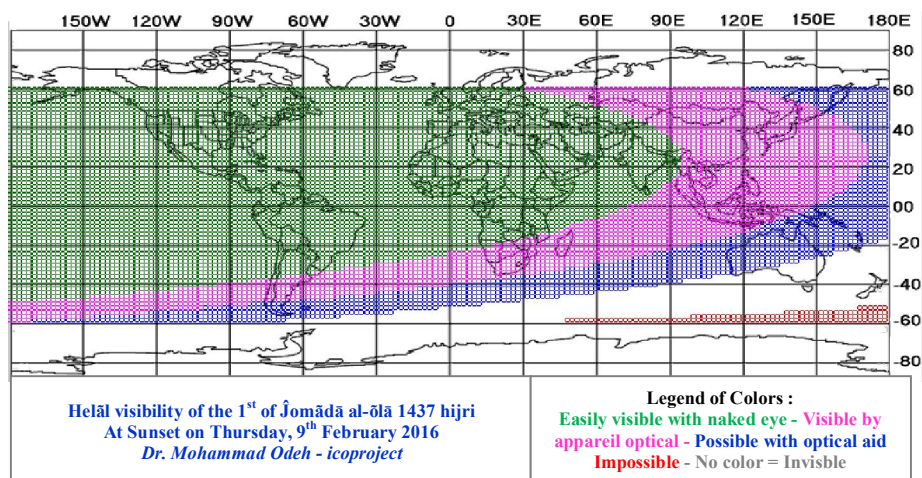 150W 120W 90W 60W 30W 0 30E 60E 90E 120E 150E 180E
80
60
40
20
00
-20
-40
-60
-80
Helāl visibility of the 1st of Ĵomādā al-ōlā 1437 hijri
At Sunset on Thursday, 9th February 2016
Dr. Mohammad Odeh - icoproject
Legend of Colors :
Easily visible with naked eye - Visible by
appareil optical - Possible with optical aid
Impossible - No color = Invisble